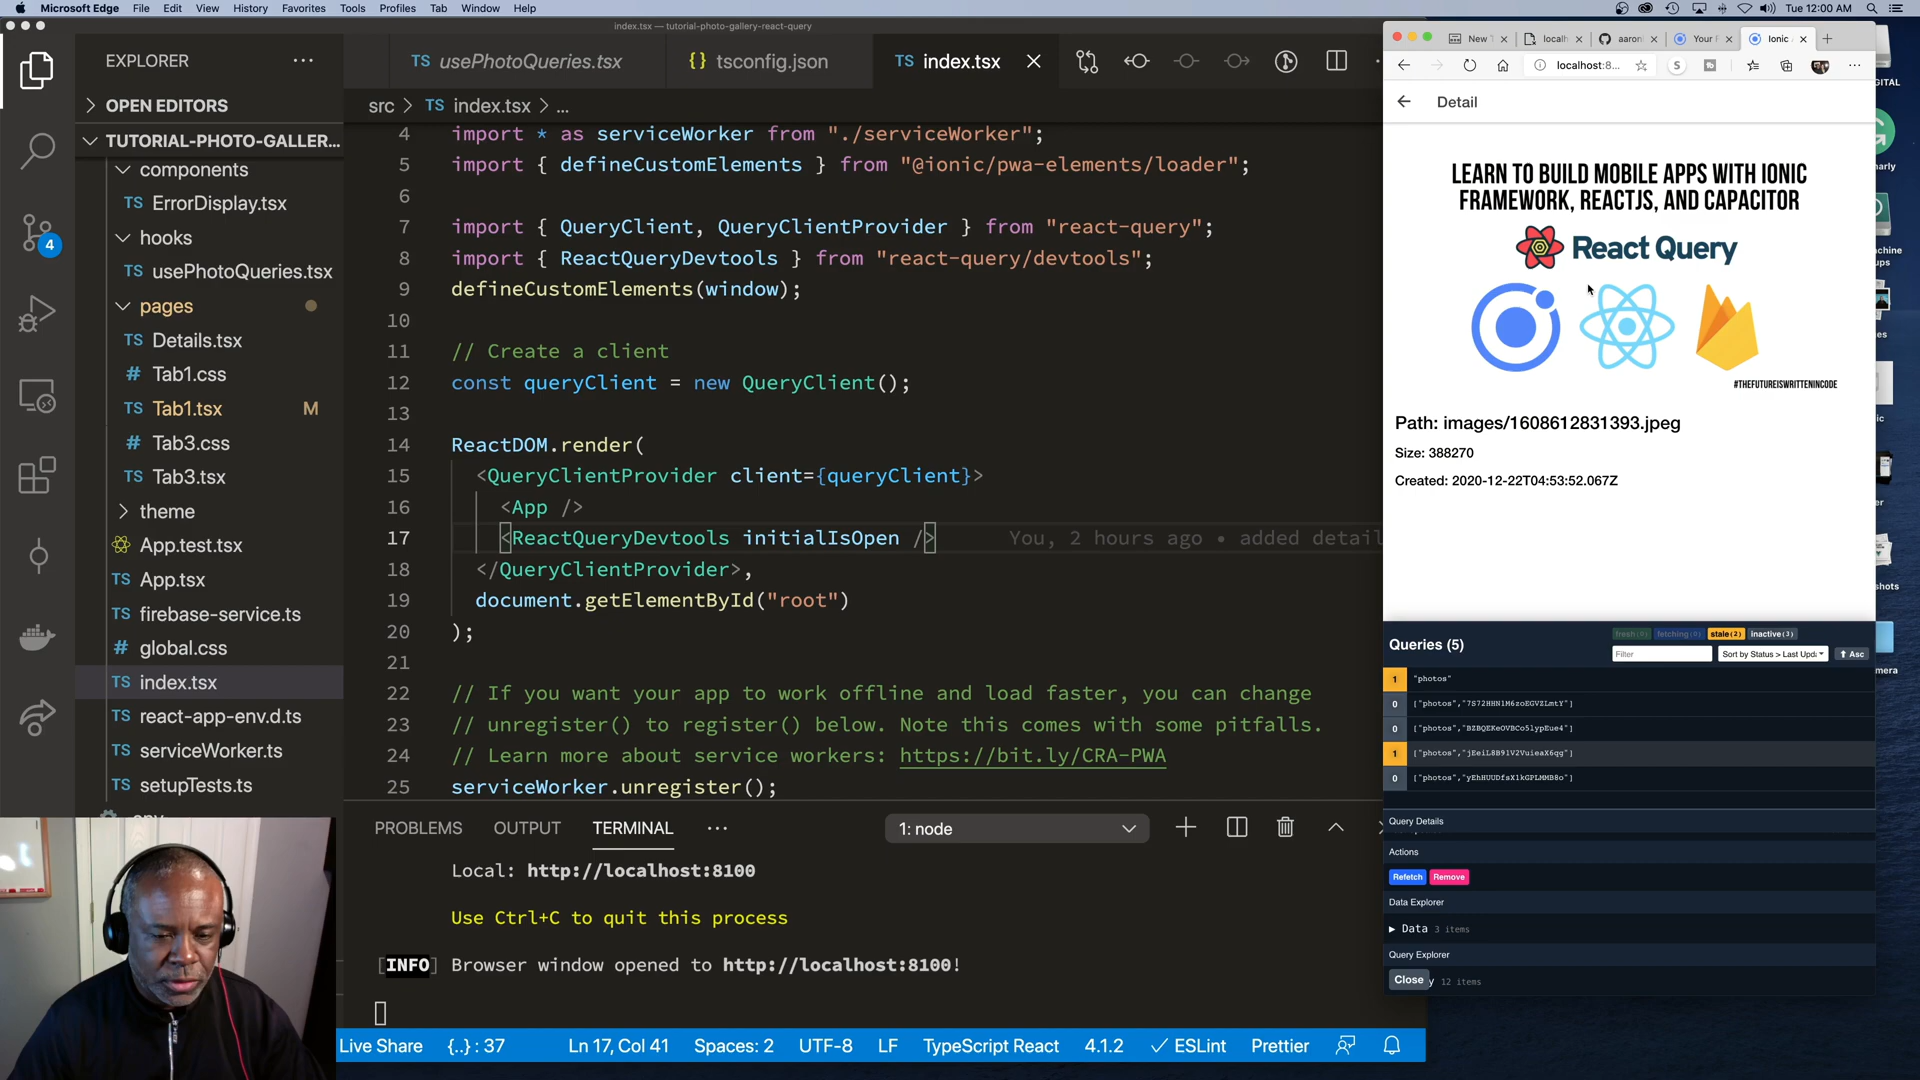 Microsoft Edge File Edit View History Favorites Tools Profiles Tab Window Help
Tue 12:00 AM
index.tsx — tutorial-photo-gallery-react-query
EXPLORER
OPEN EDITORS
TUTORIAL-PHOTO-GALLER...
components
TS ErrorDisplay.tsx
hooks
TS usePhotoQueries.tsx
pages
TS Details.tsx
# Tab1.css
TS Tab1.tsx M
# Tab3.css
TS Tab3.tsx
theme
App.test.tsx
TS App.tsx
TS firebase-service.ts
# global.css
TS index.tsx
TS react-app-env.d.ts
TS serviceWorker.ts
TS setupTests.ts
4
TS usePhotoQueries.tsx
{} tsconfig.json
TS index.tsx
src > TS index.tsx > ...
4 import * as serviceWorker from "./serviceWorker";
5 import { defineCustomElements } from "@ionic/pwa-elements/loader";
6
7 import { QueryClient, QueryClientProvider } from "react-query";
8 import { ReactQueryDevtools } from "react-query/devtools";
9 defineCustomElements(window);
10
11 // Create a client
12 const queryClient = new QueryClient();
13
14 ReactDOM.render(
15 <QueryClientProvider client={queryClient}>
16 <App />
17 <ReactQueryDevtools initialIsOpen /> You, 2 hours ago • added detail
18 </QueryClientProvider>,
19 document.getElementById("root")
20 );
21
22 // If you want your app to work offline and load faster, you can change
23 // unregister() to register() below. Note this comes with some pitfalls.
24 // Learn more about service workers: https://bit.ly/CRA-PWA
25 serviceWorker.unregister();
PROBLEMS OUTPUT TERMINAL ...
1: node
Local: http://localhost:8100
Use Ctrl+C to quit this process
[INFO] Browser window opened to http://localhost:8100!
Live Share {..} : 37 Ln 17, Col 41 Spaces: 2 UTF-8 LF TypeScript React 4.1.2 ESLint Prettier
New T localh aaron Your F Ionic
localhost:8...
Detail
LEARN TO BUILD MOBILE APPS WITH IONIC
FRAMEWORK, REACTJS, AND CAPACITOR
React Query
#THEFUTUREISWRITTENINCODE
Path: images/1608612831393.jpeg
Size: 388270
Created: 2020-12-22T04:53:52.067Z
Queries (5)
fresh (0) fetching (0) stale (2) inactive (3)
Filter Sort by Status > Last Upda Asc
1 "photos"
0 ["photos","7S72HHN1M6zoEGVZLmtY"]
0 ["photos","BZBQEKeOVBCo5lypEue4"]
1 ["photos","jEeiL8B9lV2VuieaX6qg"]
0 ["photos","yEhHUUDfsX1kGPLMMB8o"]
Query Details
Actions
Refetch Remove
Data Explorer
Data 3 items
Query Explorer
Close y 12 items